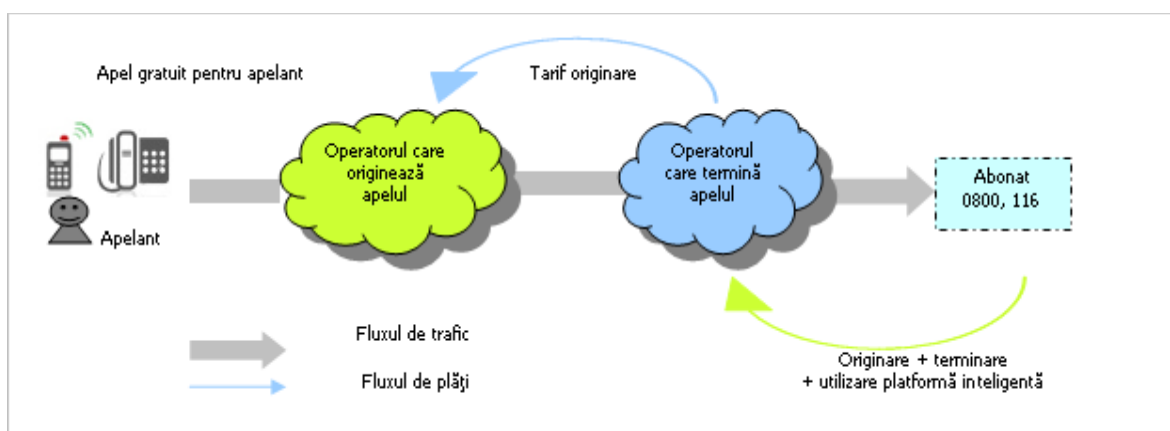 Apel gratuit pentru apelant
Tarif originare
Operatorul care
originează
apelul
Operatorul
care termină
apelul
Abonat
0800, 116
Apelant
Fluxul de trafic
Fluxul de plăţi
Originare + terminare
+ utilizare platformă inteligentă